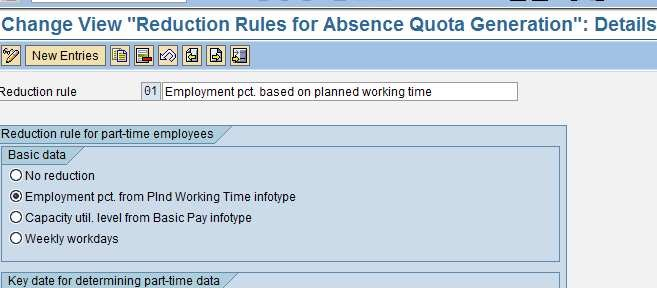 Change View "Reduction Rules for Absence Quota Generation": Details
New Entries
Reduction rule 01 Employment pct. based on planned working time
Reduction rule for part-time employees
Basic data
No reduction
Employment pct. from Plnd Working Time infotype
Capacity util. level from Basic Pay infotype
Weekly workdays
Key date for determining part-time data